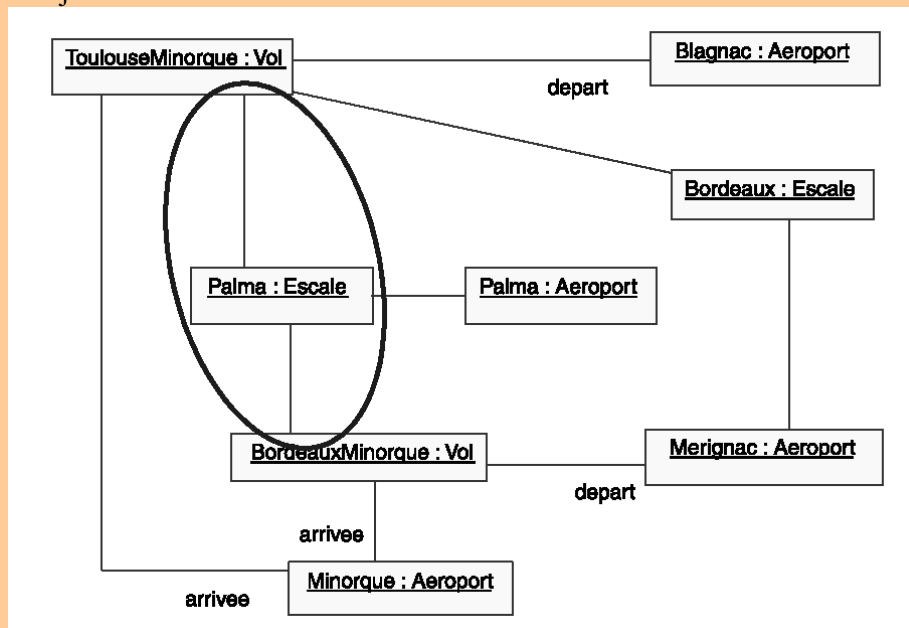 ToulouseMinorque : Vol
Blagnac : Aeroport
depart
Bordeaux : Escale
Palma : Escale
Palma : Aeroport
BordeauxMinorque : Vol
Merignac : Aeroport
depart
arrivee
Minorque : Aeroport
arrivee